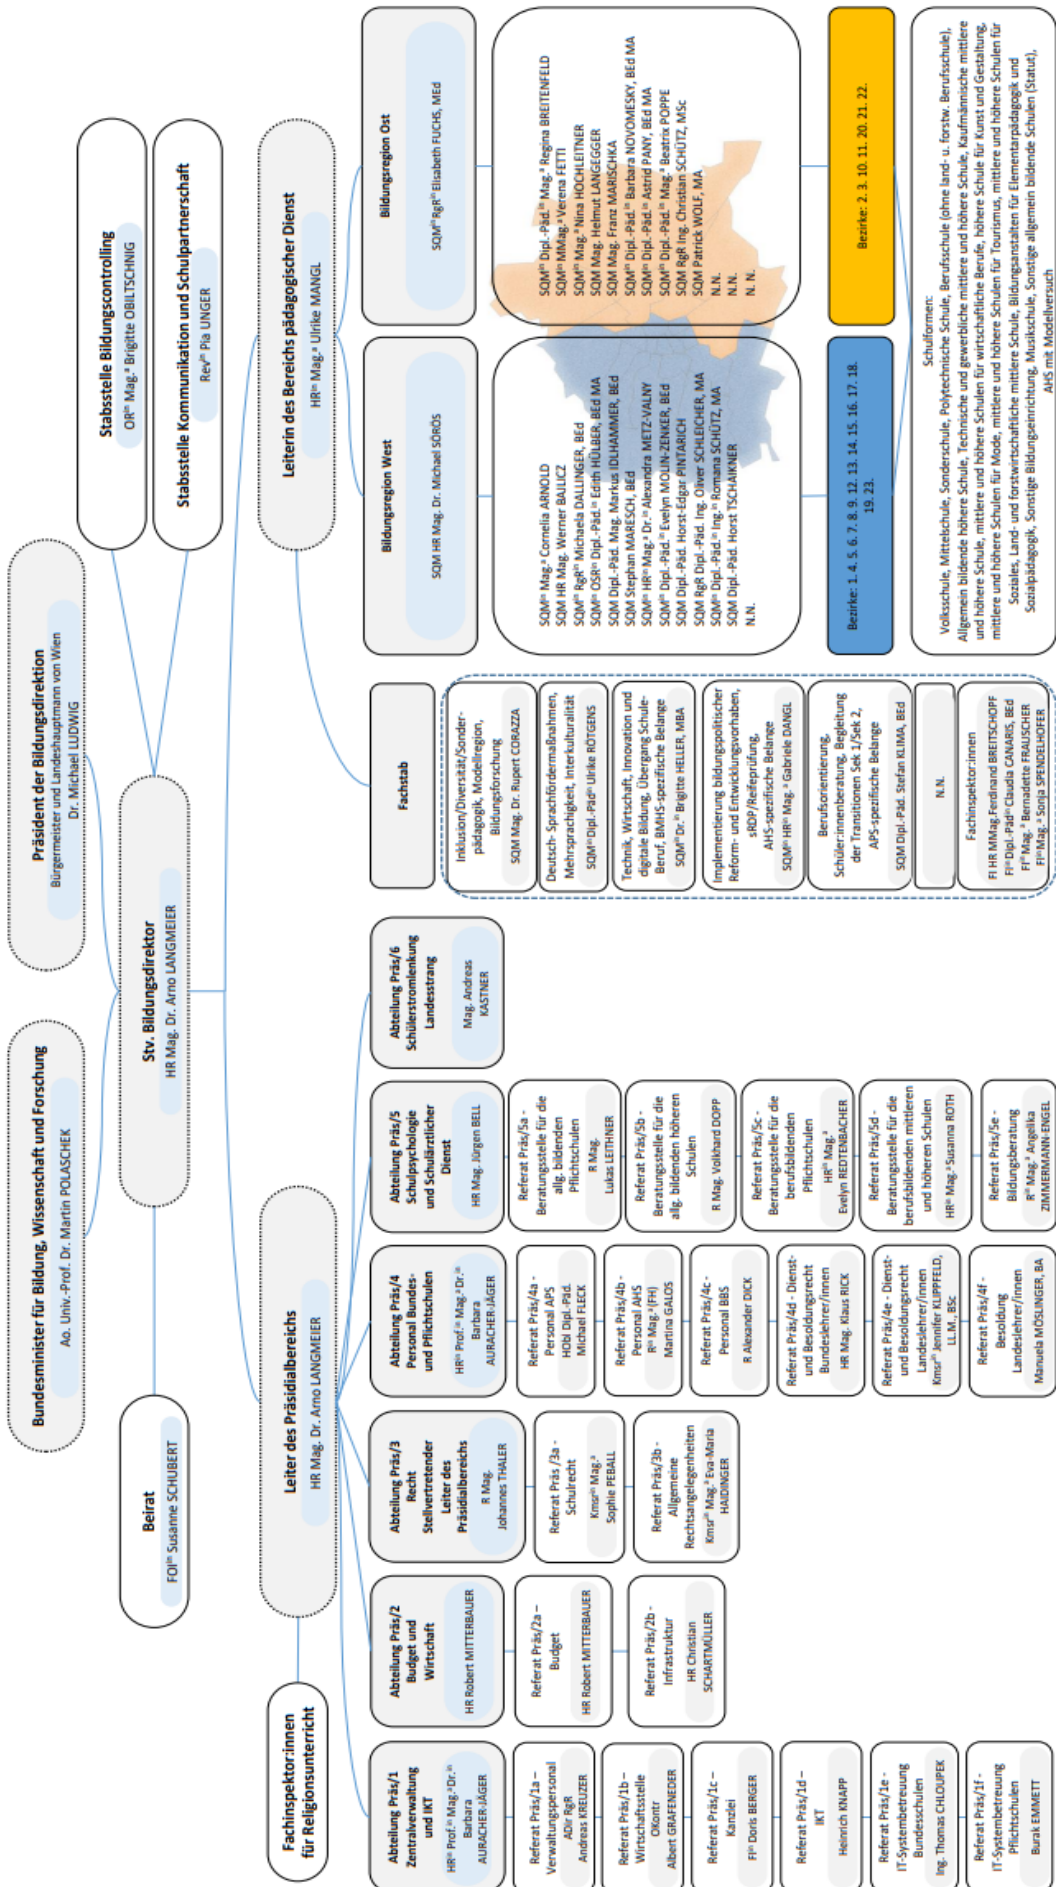 Bundesminister für Bildung, Wissenschaft und Forschung
Ao. Univ.-Prof. Dr. Martin POLASCHEK
Präsident der Bildungsdirektion
Bürgermeister und Landeshauptmann von Wien
Dr. Michael LUDWIG
Beirat
FOIin Susanne SCHUBERT
Stv. Bildungsdirektor
HR Mag. Dr. Arno LANGMEIER
Stabsstelle Bildungscontrolling
ORin Mag.a Brigitte OBILTSCHNIG
Stabsstelle Kommunikation und Schulpartnerschaft
Revin Pia UNGER
Fachinspektor:innen
für Religionsunterricht
Leiter des Präsidialbereichs
HR Mag. Dr. Arno LANGMEIER
Leiterin des Bereichs pädagogischer Dienst
HRin Mag.a Ulrike MANGL
Abteilung Präs/1
Zentralverwaltung
und IKT
HRin Prof.in Mag.a Dr.in
Barbara
AURACHER-JÄGER
Referat Präs/1a –
Verwaltungspersonal
ADir RgR
Andreas KREUZER
Referat Präs/1b –
Wirtschaftsstelle
OKontr
Albert GRAFENEDER
Referat Präs/1c –
Kanzlei
FIin Doris BERGER
Referat Präs/1d –
IKT
Heinrich KNAPP
Referat Präs/1e -
IT-Systembetreuung
Bundesschulen
Ing. Thomas CHLOUPEK
Referat Präs/1f –
IT-Systembetreuung
Pflichtschulen
Burak EMMETT
Abteilung Präs/2
Budget und
Wirtschaft
HR Robert MITTERBAUER
Referat Präs/2a –
Budget
HR Robert MITTERBAUER
Referat Präs/2b -
Infrastruktur
HR Christian
SCHARTMÜLLER
Abteilung Präs/3
Recht
Stellvertretender
Leiter des
Präsidialbereichs
R Mag.
Johannes THALER
Referat Präs /3a –
Schulrecht
Kmsrin Mag.a
Sophie PEBALL
Referat Präs/3b -
Allgemeine
Rechtsangelegenheiten
Kmsrin Mag.a Eva-Maria
HAIDINGER
Abteilung Präs/4
Personal Bundes-
und Pflichtschulen
HRin Prof.in Mag.a Dr.in
Barbara
AURACHER-JÄGER
Referat Präs/4a -
Personal APS
HOBI Dipl.-Päd.
Michael FLECK
Referat Präs/4b -
Personal AHS
Rin Mag.a (FH)
Martina GALOS
Referat Präs/4c -
Personal BBS
R Alexander DICK
Referat Präs/4d - Dienst-
und Besoldungsrecht
Bundeslehrer/innen
HR Mag. Klaus RICK
Referat Präs/4e - Dienst-
und Besoldungsrecht
Landeslehrer/innen
Kmsrin Jennifer KLIPPFELD,
LL.M., BSc
Referat Präs/4f -
Besoldung
Landeslehrer/innen
Manuela MÖSLINGER, BA
Abteilung Präs/5
Schulpsychologie
und Schulärztlicher
Dienst
HR Mag. Jürgen BELL
Referat Präs/5a -
Beratungsstelle für die
allg. bildenden
Pflichtschulen
R Mag.
Lukas LEITHNER
Referat Präs/5b -
Beratungsstelle für die
allg. bildenden höheren
Schulen
R Mag. Volkhard DOPP
Referat Präs/5c -
Beratungsstelle für die
berufsbildenden
Pflichtschulen
HRin Mag.a
Evelyn REDTENBACHER
Referat Präs/5d -
Beratungsstelle für die
berufsbildenden mittleren
und höheren Schulen
HRin Mag.a Susanna ROTH
Referat Präs/5e -
Bildungsberatung
Rin Mag.a Angelika
ZIMMERMANN-ENGEL
Abteilung Präs/6
Schülerstromlenkung
Landesstrang
Mag. Andreas
KASTNER
Fachstab
Inklusion/Diversität/Sonder-
pädagogik, Modellregion,
Bildungsforschung
SQM Mag. Dr. Rupert CORAZZA
Deutsch- Sprachfördermaßnahmen,
Mehrsprachigkeit, Interkulturalität
SQMin Dipl.-Pädin Ulrike RÖTGENS
Technik, Wirtschaft, Innovation und
digitale Bildung, Übergang Schule-
Beruf, BMHS-spezifische Belange
SQMin Dr.in Brigitte HELLER, MBA
Implementierung bildungspolitischer
Reform- und Entwicklungsvorhaben,
sRDP/Reifeprüfung,
AHS-spezifische Belange
SQMin HRin Mag.a Gabriele DANGL
Berufsorientierung,
Schüler:innenberatung, Begleitung
der Transitionen Sek 1/Sek 2,
APS-spezifische Belange
SQM Dipl.-Päd. Stefan KLIMA, BEd
N.N.
Fachinspektor:innen
FI HR MMag.Ferdinand BREITSCHOPF
FIin Dipl.-Pädin Claudia CANARIS, BEd
FIin Mag.a Bernadette FRAUSCHER
FIin Mag.a Sonja SPENDELHOFER
Bildungsregion West
SQM HR Mag. Dr. Michael SÖRÖS
SQMin Mag.a Cornelia ARNOLD
SQM HR Mag. Werner BAJLICZ
SQMin RgRin Michaela DALLINGER, BEd
SQMin OSRin Dipl.-Päd.in Edith HÜLBER, BEd MA
SQM Dipl.-Päd. Mag. Markus IDLHAMMER, BEd
SQM Stephan MARESCH, BEd
SQMin HRin Mag.a Dr.in Alexandra METZ-VALNY
SQMin Dipl.-Päd.in Evelyn MOLIN-ZENKER, BEd
SQM Dipl.-Päd. Horst-Edgar PINTARICH
SQM RgR Dipl.-Päd. Ing. Oliver SCHLEICHER, MA
SQMin Dipl.-Päd.in Ing.in Romana SCHÜTZ, MA
SQM Dipl.-Päd. Horst TSCHAIKNER
N.N.
Bezirke: 1. 4. 5. 6. 7. 8. 9. 12. 13. 14. 15. 16. 17. 18.
19. 23.
Bildungsregion Ost
SQMin RgRin Elisabeth FUCHS, MEd
SQMin Dipl.-Päd.in Mag.a Regina BREITENFELD
SQMin MMag.a Verena FETTI
SQMin Mag.a Nina HOCHLEITNER
SQM Mag. Helmut LANGEGGER
SQM Mag. Franz MARISCHKA
SQMin Dipl.-Päd.in Barbara NOVOMESKY, BEd MA
SQMin Dipl.-Päd.in Astrid PANY, BEd MA
SQMin Dipl.-Päd.in Mag.a Beatrix POPPE
SQM RgR Ing. Christian SCHÜTZ, MSc
SQM Patrick WOLF, MA
N.N.
N.N.
N. N.
Bezirke: 2. 3. 10. 11. 20. 21. 22.
Schulformen:
Volksschule, Mittelschule, Sonderschule, Polytechnische Schule, Berufsschule (ohne land- u. forstw. Berufsschule),
Allgemein bildende höhere Schule, Technische und gewerbliche mittlere und höhere Schule, Kaufmännische mittlere
und höhere Schule, mittlere und höhere Schulen für wirtschaftliche Berufe, höhere Schule für Kunst und Gestaltung,
mittlere und höhere Schulen für Mode, mittlere und höhere Schulen für Tourismus, mittlere und höhere Schulen für
Soziales, Land- und forstwirtschaftliche mittlere Schule, Bildungsanstalten für Elementarpädagogik und
Sozialpädagogik, Sonstige Bildungseinrichtung, Musikschule, Sonstige allgemein bildende Schulen (Statut),
AHS mit Modellversuch